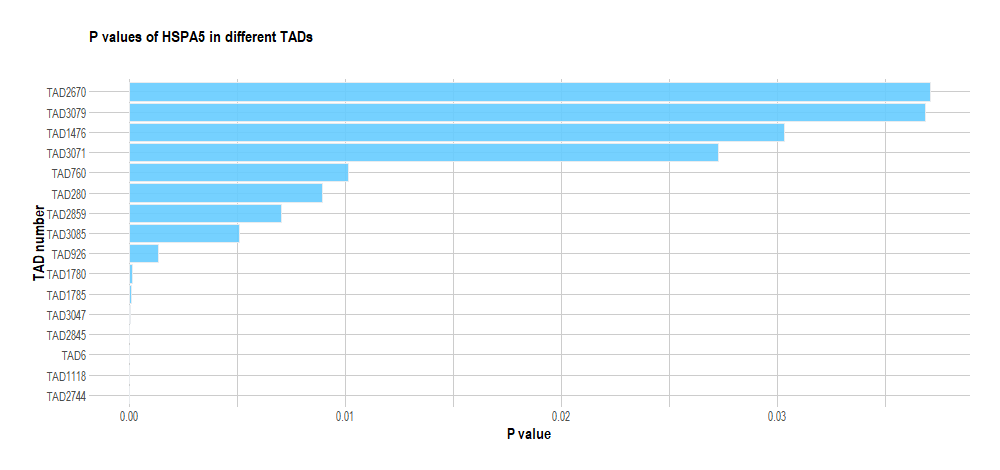 P values of HSPA5 in different TADs
TAD2670
TAD3079
TAD1476
TAD3071
TAD760
TAD280
TAD2859
TAD3085
TAD926
TAD1780
TAD1785
TAD3047
TAD2845
TAD6
TAD1118
TAD2744
TAD number
0.00
0.01
0.02
0.03
P value